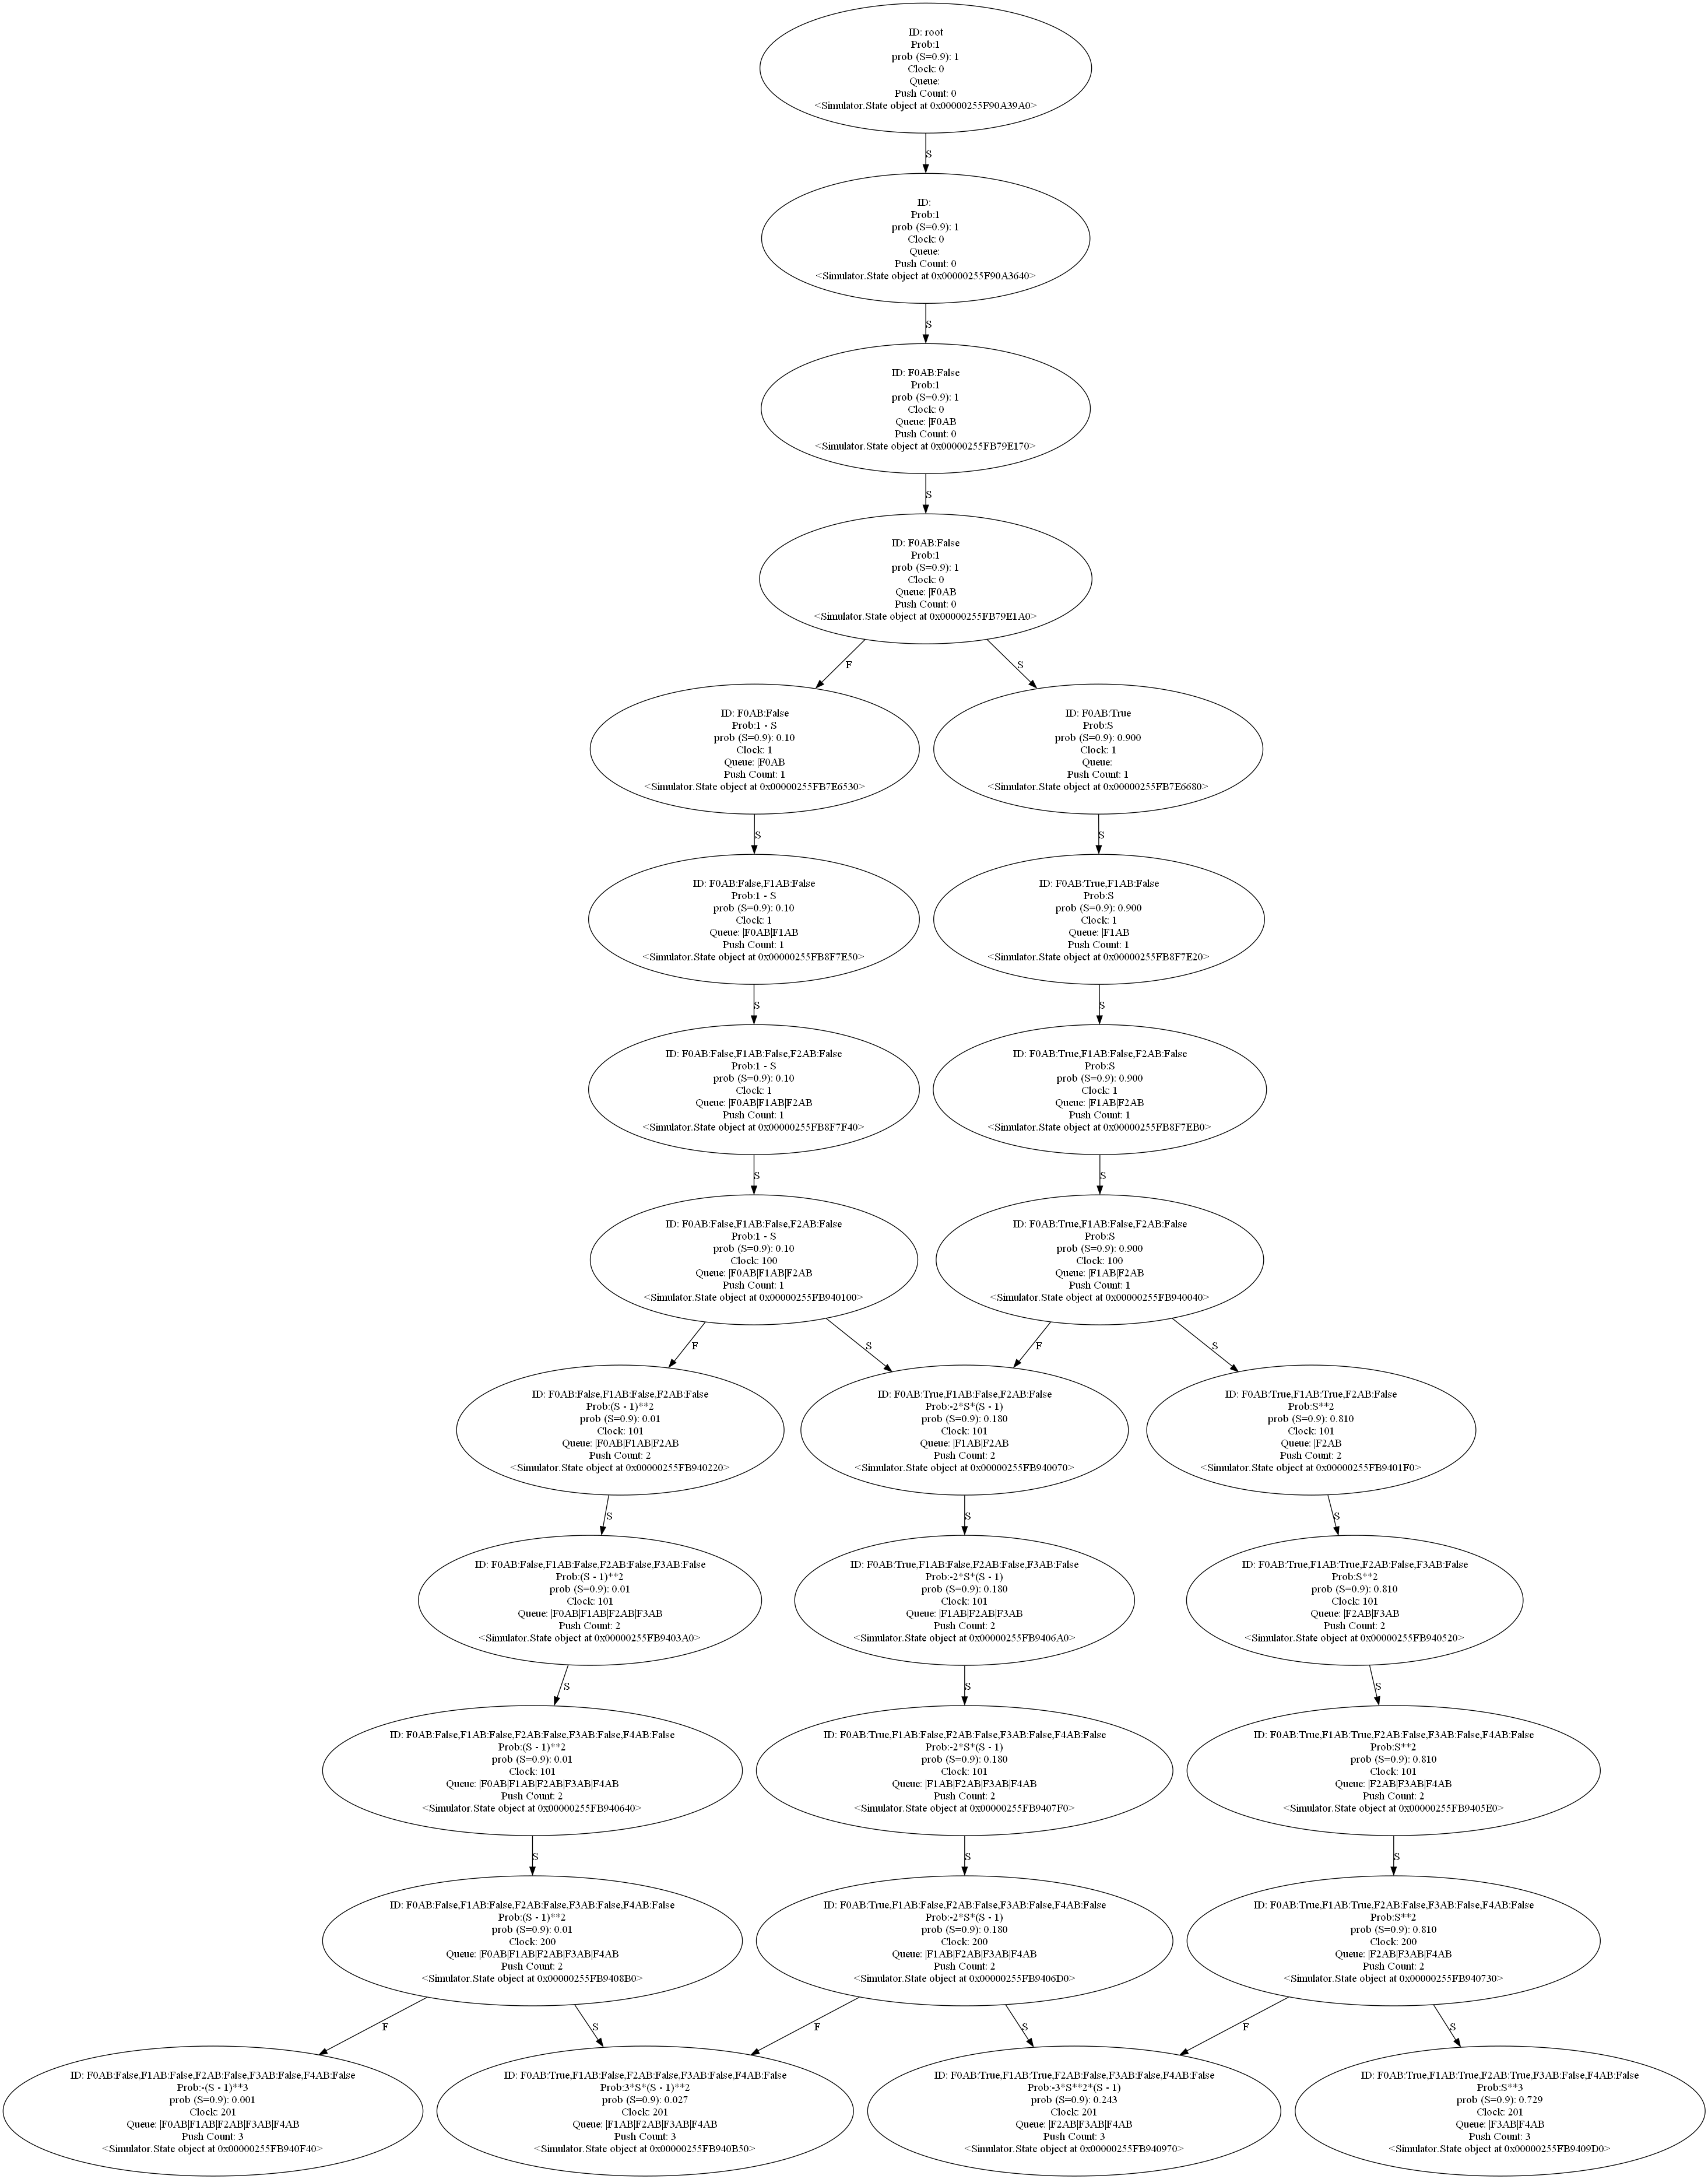 ID: root
Prob:1
prob (S=0.9): 1
Clock: 0
Queue:
Push Count: 0
<Simulator.State object at 0x00000255F90A39A0>
S
ID:
Prob:1
prob (S=0.9): 1
Clock: 0
Queue:
Push Count: 0
<Simulator.State object at 0x00000255F90A3640>
S
ID: F0AB:False
Prob:1
prob (S=0.9): 1
Clock: 0
Queue: |F0AB
Push Count: 0
<Simulator.State object at 0x00000255FB79E170>
S
ID: F0AB:False
Prob:1
prob (S=0.9): 1
Clock: 0
Queue: |F0AB
Push Count: 0
<Simulator.State object at 0x00000255FB79E1A0>
F
S
ID: F0AB:False
Prob:1 - S
prob (S=0.9): 0.10
Clock: 1
Queue: |F0AB
Push Count: 1
<Simulator.State object at 0x00000255FB7E6530>
ID: F0AB:True
Prob:S
prob (S=0.9): 0.900
Clock: 1
Queue:
Push Count: 1
<Simulator.State object at 0x00000255FB7E6680>
S
S
ID: F0AB:False,F1AB:False
Prob:1 - S
prob (S=0.9): 0.10
Clock: 1
Queue: |F0AB|F1AB
Push Count: 1
<Simulator.State object at 0x00000255FB8F7E50>
ID: F0AB:True,F1AB:False
Prob:S
prob (S=0.9): 0.900
Clock: 1
Queue: |F1AB
Push Count: 1
<Simulator.State object at 0x00000255FB8F7E20>
S
S
ID: F0AB:False,F1AB:False,F2AB:False
Prob:1 - S
prob (S=0.9): 0.10
Clock: 1
Queue: |F0AB|F1AB|F2AB
Push Count: 1
<Simulator.State object at 0x00000255FB8F7F40>
ID: F0AB:True,F1AB:False,F2AB:False
Prob:S
prob (S=0.9): 0.900
Clock: 1
Queue: |F1AB|F2AB
Push Count: 1
<Simulator.State object at 0x00000255FB8F7EB0>
S
S
ID: F0AB:False,F1AB:False,F2AB:False
Prob:1 - S
prob (S=0.9): 0.10
Clock: 100
Queue: |F0AB|F1AB|F2AB
Push Count: 1
<Simulator.State object at 0x00000255FB940100>
ID: F0AB:True,F1AB:False,F2AB:False
Prob:S
prob (S=0.9): 0.900
Clock: 100
Queue: |F1AB|F2AB
Push Count: 1
<Simulator.State object at 0x00000255FB940040>
F
S
F
S
ID: F0AB:False,F1AB:False,F2AB:False
Prob:(S - 1)**2
prob (S=0.9): 0.01
Clock: 101
Queue: |F0AB|F1AB|F2AB
Push Count: 2
<Simulator.State object at 0x00000255FB940220>
ID: F0AB:True,F1AB:False,F2AB:False
Prob:-2*S*(S - 1)
prob (S=0.9): 0.180
Clock: 101
Queue: |F1AB|F2AB
Push Count: 2
<Simulator.State object at 0x00000255FB940070>
ID: F0AB:True,F1AB:True,F2AB:False
Prob:S**2
prob (S=0.9): 0.810
Clock: 101
Queue: |F2AB
Push Count: 2
<Simulator.State object at 0x00000255FB9401F0>
S
S
S
ID: F0AB:False,F1AB:False,F2AB:False,F3AB:False
Prob:(S - 1)**2
prob (S=0.9): 0.01
Clock: 101
Queue: |F0AB|F1AB|F2AB|F3AB
Push Count: 2
<Simulator.State object at 0x00000255FB9403A0>
ID: F0AB:True,F1AB:False,F2AB:False,F3AB:False
Prob:-2*S*(S - 1)
prob (S=0.9): 0.180
Clock: 101
Queue: |F1AB|F2AB|F3AB
Push Count: 2
<Simulator.State object at 0x00000255FB9406A0>
ID: F0AB:True,F1AB:True,F2AB:False,F3AB:False
Prob:S**2
prob (S=0.9): 0.810
Clock: 101
Queue: |F2AB|F3AB
Push Count: 2
<Simulator.State object at 0x00000255FB940520>
S
S
S
ID: F0AB:False,F1AB:False,F2AB:False,F3AB:False,F4AB:False
Prob:(S - 1)**2
prob (S=0.9): 0.01
Clock: 101
Queue: |F0AB|F1AB|F2AB|F3AB|F4AB
Push Count: 2
<Simulator.State object at 0x00000255FB940640>
ID: F0AB:True,F1AB:False,F2AB:False,F3AB:False,F4AB:False
Prob:-2*S*(S - 1)
prob (S=0.9): 0.180
Clock: 101
Queue: |F1AB|F2AB|F3AB|F4AB
Push Count: 2
<Simulator.State object at 0x00000255FB9407F0>
ID: F0AB:True,F1AB:True,F2AB:False,F3AB:False,F4AB:False
Prob:S**2
prob (S=0.9): 0.810
Clock: 101
Queue: |F2AB|F3AB|F4AB
Push Count: 2
<Simulator.State object at 0x00000255FB9405E0>
S
S
S
ID: F0AB:False,F1AB:False,F2AB:False,F3AB:False,F4AB:False
Prob:(S - 1)**2
prob (S=0.9): 0.01
Clock: 200
Queue: |F0AB|F1AB|F2AB|F3AB|F4AB
Push Count: 2
<Simulator.State object at 0x00000255FB9408B0>
ID: F0AB:True,F1AB:False,F2AB:False,F3AB:False,F4AB:False
Prob:-2*S*(S - 1)
prob (S=0.9): 0.180
Clock: 200
Queue: |F1AB|F2AB|F3AB|F4AB
Push Count: 2
<Simulator.State object at 0x00000255FB9406D0>
ID: F0AB:True,F1AB:True,F2AB:False,F3AB:False,F4AB:False
Prob:S**2
prob (S=0.9): 0.810
Clock: 200
Queue: |F2AB|F3AB|F4AB
Push Count: 2
<Simulator.State object at 0x00000255FB940730>
F
S
F
S
F
S
ID: F0AB:False,F1AB:False,F2AB:False,F3AB:False,F4AB:False
Prob:-(S - 1)**3
prob (S=0.9): 0.001
Clock: 201
Queue: |F0AB|F1AB|F2AB|F3AB|F4AB
Push Count: 3
<Simulator.State object at 0x00000255FB940F40>
ID: F0AB:True,F1AB:False,F2AB:False,F3AB:False,F4AB:False
Prob:3*S*(S - 1)**2
prob (S=0.9): 0.027
Clock: 201
Queue: |F1AB|F2AB|F3AB|F4AB
Push Count: 3
<Simulator.State object at 0x00000255FB940B50>
ID: F0AB:True,F1AB:True,F2AB:False,F3AB:False,F4AB:False
Prob:-3*S**2*(S - 1)
prob (S=0.9): 0.243
Clock: 201
Queue: |F2AB|F3AB|F4AB
Push Count: 3
<Simulator.State object at 0x00000255FB940970>
ID: F0AB:True,F1AB:True,F2AB:True,F3AB:False,F4AB:False
Prob:S**3
prob (S=0.9): 0.729
Clock: 201
Queue: |F3AB|F4AB
Push Count: 3
<Simulator.State object at 0x00000255FB9409D0>